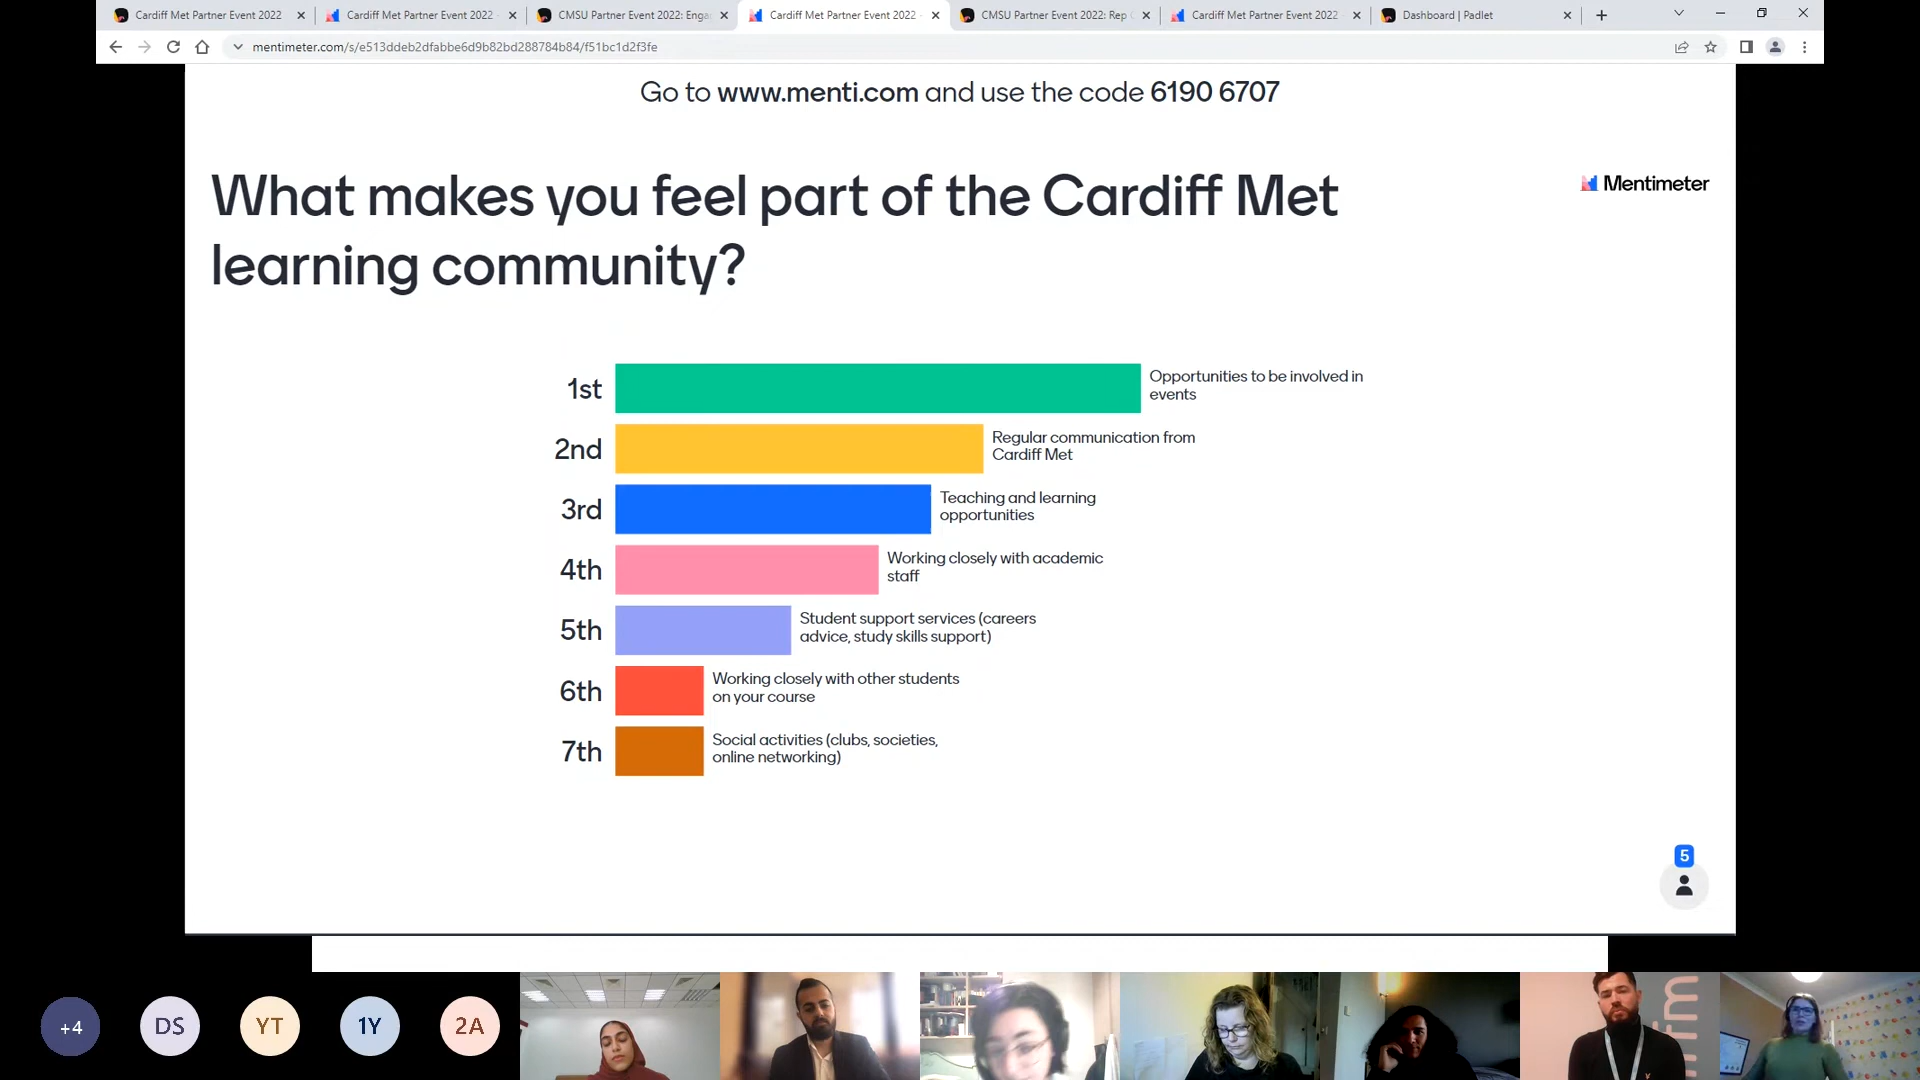 Cardiff Met Partner Event 2022
Cardiff Met Partner Event 2022 -
CMSU Partner Event 2022: Enga
Cardiff Met Partner Event 2022 -
CMSU Partner Event 2022: Rep
Cardiff Met Partner Event 2022
Dashboard | Padlet
mentimeter.com/s/e513ddeb2dfabbe6d9b82bd288784b84/f51bc1d2f3fe
Go to www.menti.com and use the code 6190 6707
What makes you feel part of the Cardiff Met
learning community?
Mentimeter
1st
Opportunities to be involved in
events
2nd
Regular communication from
Cardiff Met
3rd
Teaching and learning
opportunities
4th
Working closely with academic
staff
5th
Student support services (careers
advice, study skills support)
6th
Working closely with other students
on your course
7th
Social activities (clubs, societies,
online networking)
5
+4
DS
YT
1Y
2A